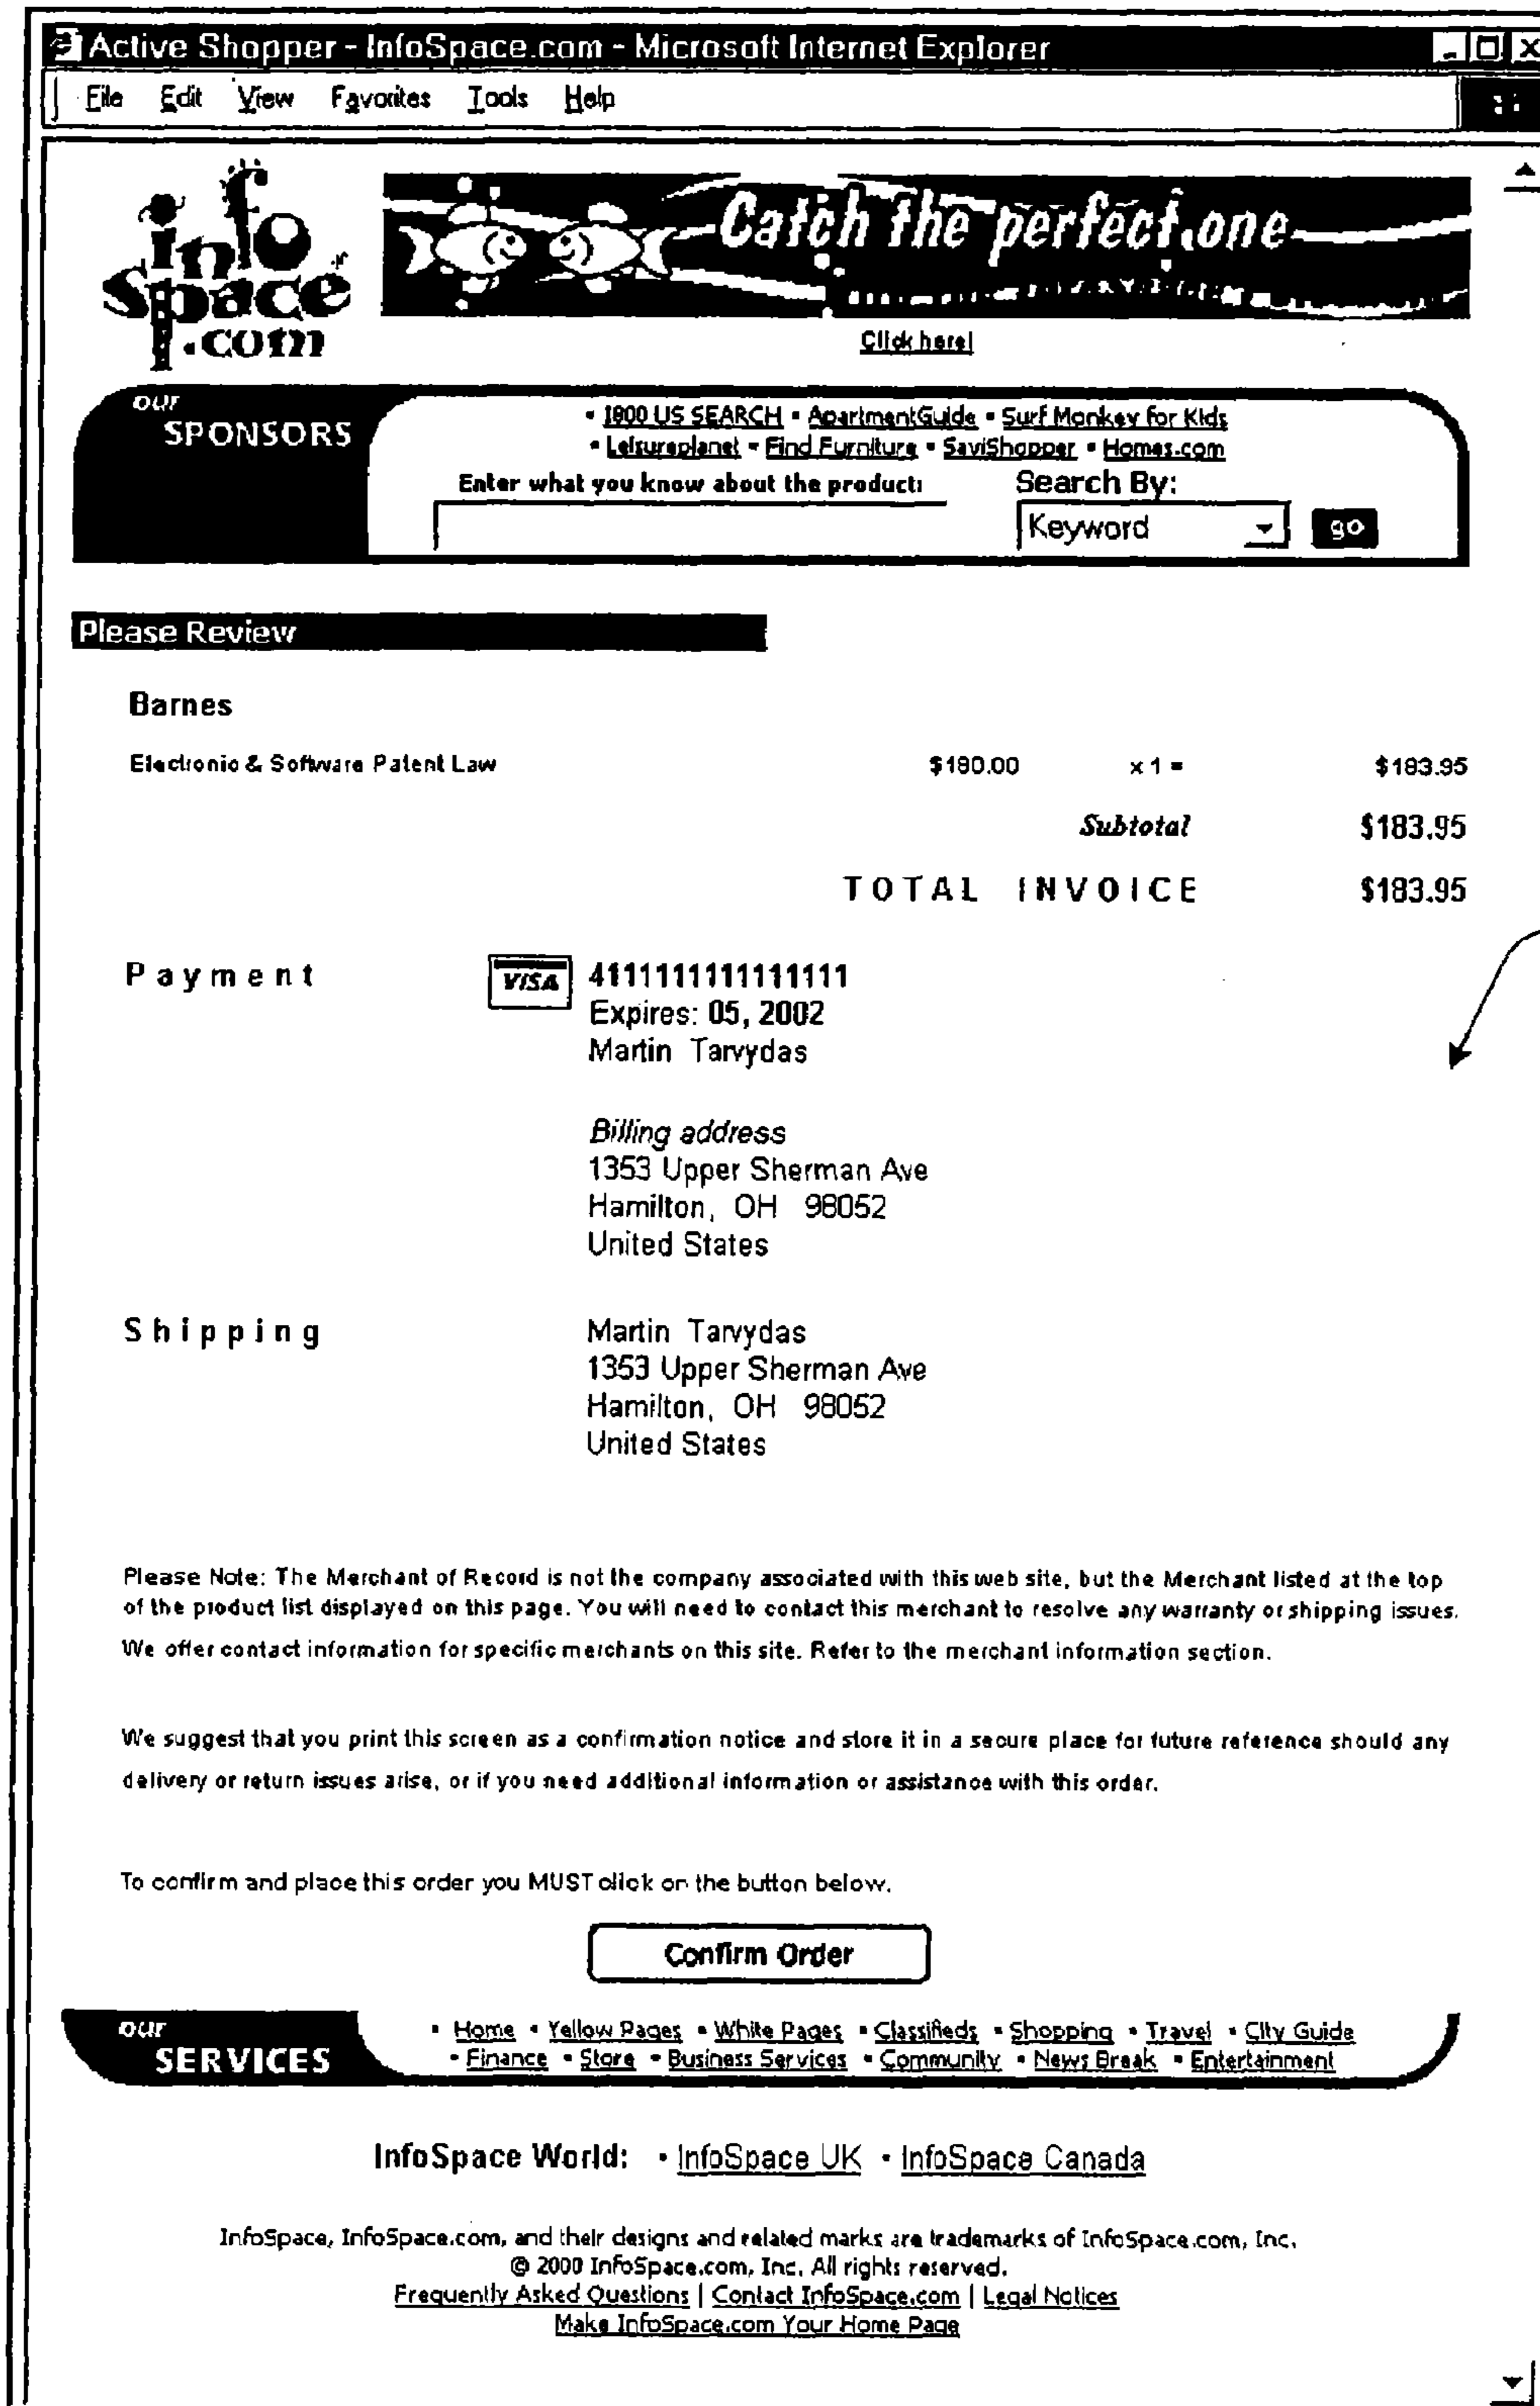 Active Shopper - InfoSpace.com - Microsoft Internet Explorer
File Edit View Favorites Tools Help
info
space
.com
Catch the perfect one
Click here!
our
SPONSORS
▪ 1800 US SEARCH ▪ ApartmentGuide ▪ Surf Monkey for Kids
▪ Leisureplanet ▪ Find Furniture ▪ SaviShopper ▪ Homes.com
Enter what you know about the product: Search By:
Keyword go
Please Review
Barnes
Electronic & Software Patent Law $180.00 x 1 = $183.95
Subtotal $183.95
TOTAL INVOICE $183.95
Payment VISA 4111111111111111
Expires: 05, 2002
Martin Tarvydas
Billing address
1353 Upper Sherman Ave
Hamilton, OH 98052
United States
Shipping Martin Tarvydas
1353 Upper Sherman Ave
Hamilton, OH 98052
United States
Please Note: The Merchant of Record is not the company associated with this web site, but the Merchant listed at the top
of the product list displayed on this page. You will need to contact this merchant to resolve any warranty or shipping issues.
We offer contact information for specific merchants on this site. Refer to the merchant information section.
We suggest that you print this screen as a confirmation notice and store it in a secure place for future reference should any
delivery or return issues arise, or if you need additional information or assistance with this order.
To confirm and place this order you MUST click on the button below.
Confirm Order
our
SERVICES
▪ Home ▪ Yellow Pages ▪ White Pages ▪ Classifieds ▪ Shopping ▪ Travel ▪ City Guide
▪ Finance ▪ Store ▪ Business Services ▪ Community ▪ News Break ▪ Entertainment
InfoSpace World: ▪ InfoSpace UK ▪ InfoSpace Canada
InfoSpace, InfoSpace.com, and their designs and related marks are trademarks of InfoSpace.com, Inc.
© 2000 InfoSpace.com, Inc. All rights reserved.
Frequently Asked Questions | Contact InfoSpace.com | Legal Notices
Make InfoSpace.com Your Home Page